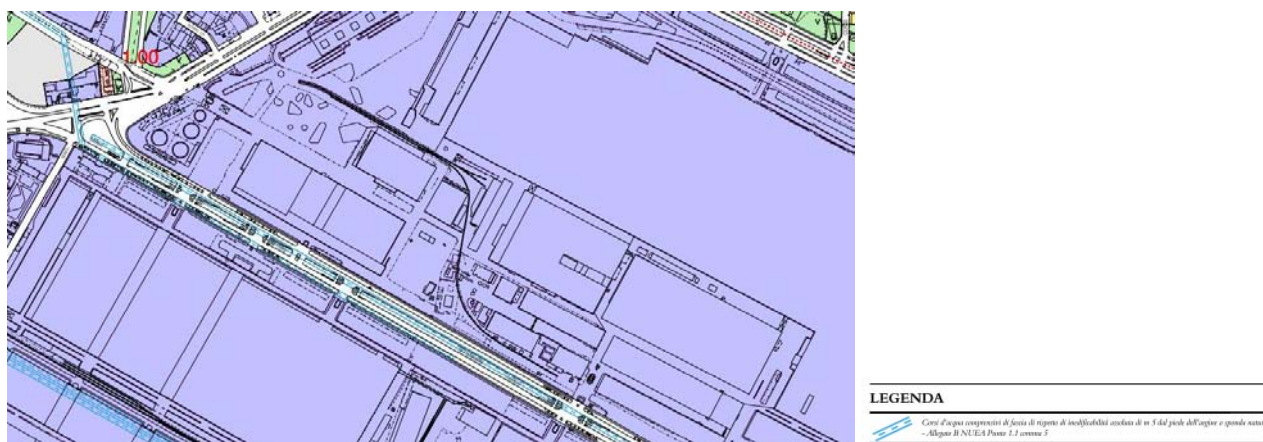 1.00
LEGENDA
Corsi d'acqua comprensivi di fascia di rispetto di inedificabilità assoluta di m 5 dal piede dell'argine o sponda natur
- Allegato B NUEA Punto 1.1 comma 5